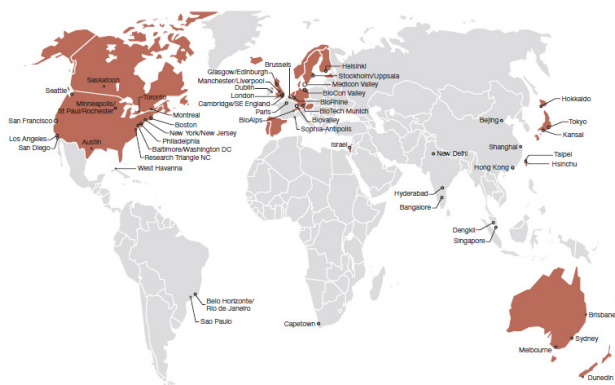 Saskatoon
Seattle
Minneapolis/
St Paul/Rochester
Toronto
Montreal
Boston
New York/New Jersey
Philadelphia
Baltimore/Washington DC
Research Triangle NC
San Francisco
Los Angeles
San Diego
Austin
West Havanna
Belo Horizonte/
Rio de Janeiro
Sao Paulo
Brussels
Glasgow/Edinburgh
Manchester/Liverpool
Dublin
London
Cambridge/SE England
Paris
BioAlps
Helsinki
Stockholm/Uppsala
Medicon Valley
BioCon Valley
BioRhine
BioTech Munich
Biovalley
Sophia-Antipolis
Israel
Capetown
New Delhi
Hyderabad
Bangalore
Beijing
Shanghai
Hong Kong
Hokkaido
Tokyo
Kansai
Taipei
Hsinchu
Dengkil
Singapore
Brisbane
Sydney
Melbourne
Dunedin